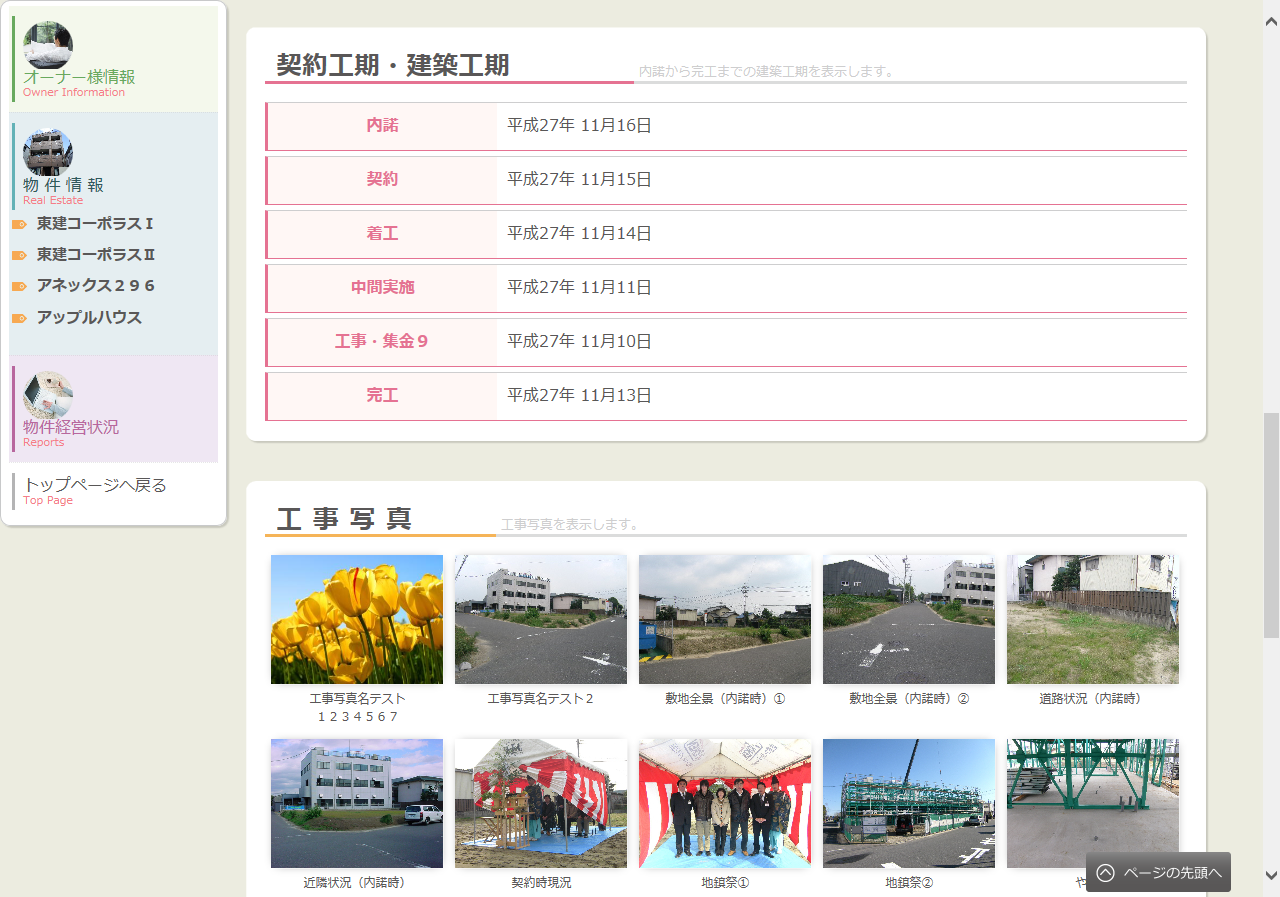 オーナー様情報
Owner Information
物 件 情 報
Real Estate
東建コーポラスⅠ
東建コーポラスⅡ
アネックス２９６
アップルハウス
物件経営状況
Reports
トップページへ戻る
Top Page
契約工期・建築工期
内諾から完工までの建築工期を表示します。
内諾 平成27年 11月16日
契約 平成27年 11月15日
着工 平成27年 11月14日
中間実施 平成27年 11月11日
工事・集金９ 平成27年 11月10日
完工 平成27年 11月13日
工 事 写 真
工事写真を表示します。
工事写真名テスト
１２３４５６７
工事写真名テスト２
敷地全景（内諾時）①
敷地全景（内諾時）②
道路状況（内諾時）
近隣状況（内諾時）
契約時現況
地鎮祭①
地鎮祭②
や
ページの先頭へ